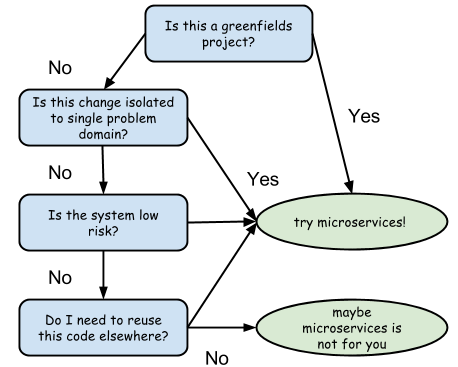 Is this a greenfields
project?
No
Is this change isolated
to single problem
domain?
Yes
No
Yes
Is the system low
risk?
try microservices!
No
Do I need to reuse
this code elsewhere?
maybe
microservices is
not for you
No